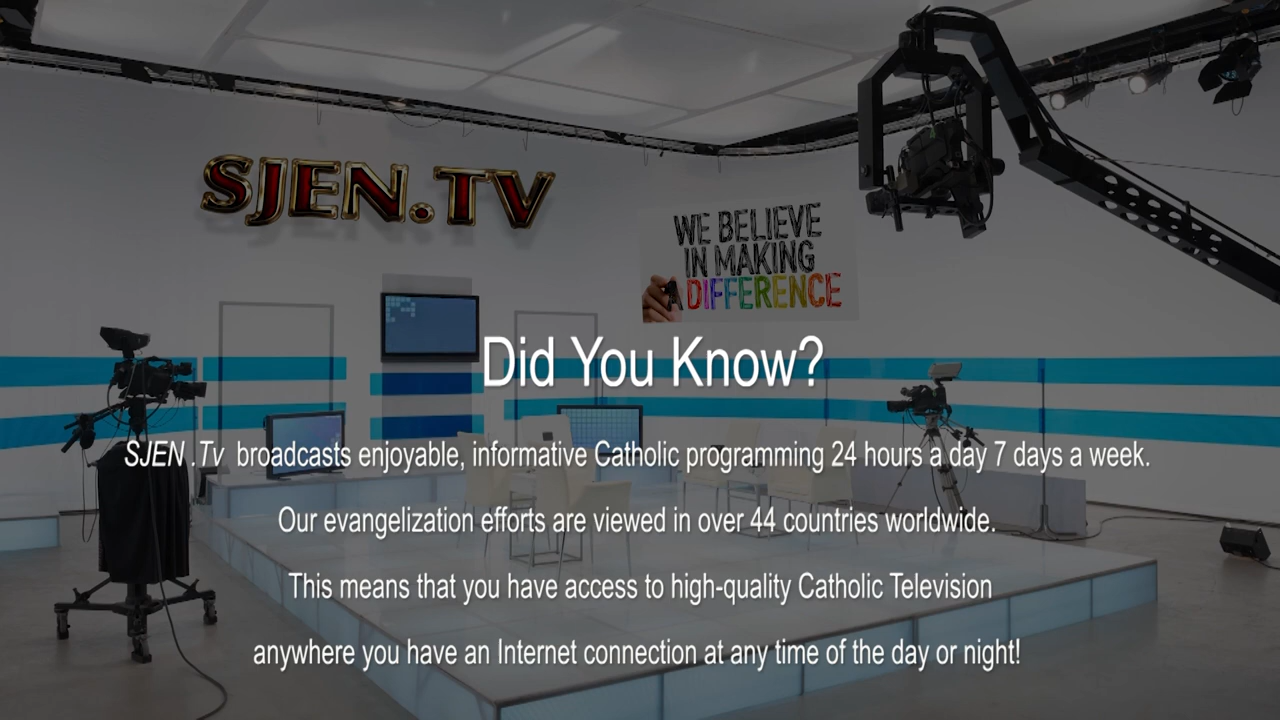 SJEN.TV
WE BELIEVE
IN MAKING
DIFFERENCE
Did You Know?
SJEN .Tv broadcasts enjoyable, informative Catholic programming 24 hours a day 7 days a week.
Our evangelization efforts are viewed in over 44 countries worldwide.
This means that you have access to high-quality Catholic Television
anywhere you have an Internet connection at any time of the day or night!